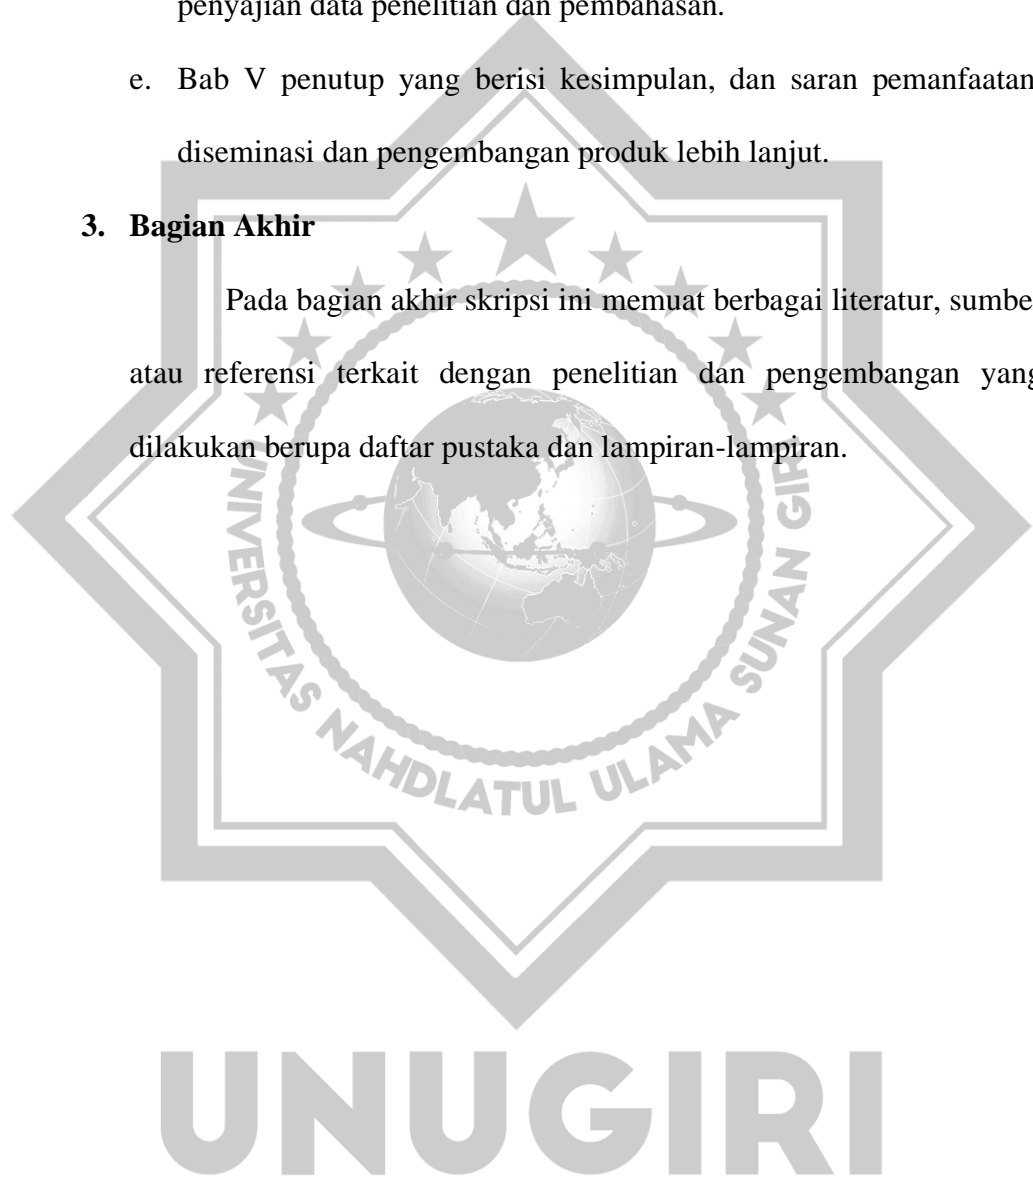 penyajian data penelitian dan pembahasan.
e. Bab V penutup yang berisi kesimpulan, dan saran pemanfaatan
diseminasi dan pengembangan produk lebih lanjut.
3. Bagian Akhir
Pada bagian akhir skripsi ini memuat berbagai literatur, sumbe
atau referensi terkait dengan penelitian dan pengembangan yang
dilakukan berupa daftar pustaka dan lampiran-lampiran.
UNIVERSITAS NAHDLATUL ULAMA SUNAN GIRI
UNUGIRI